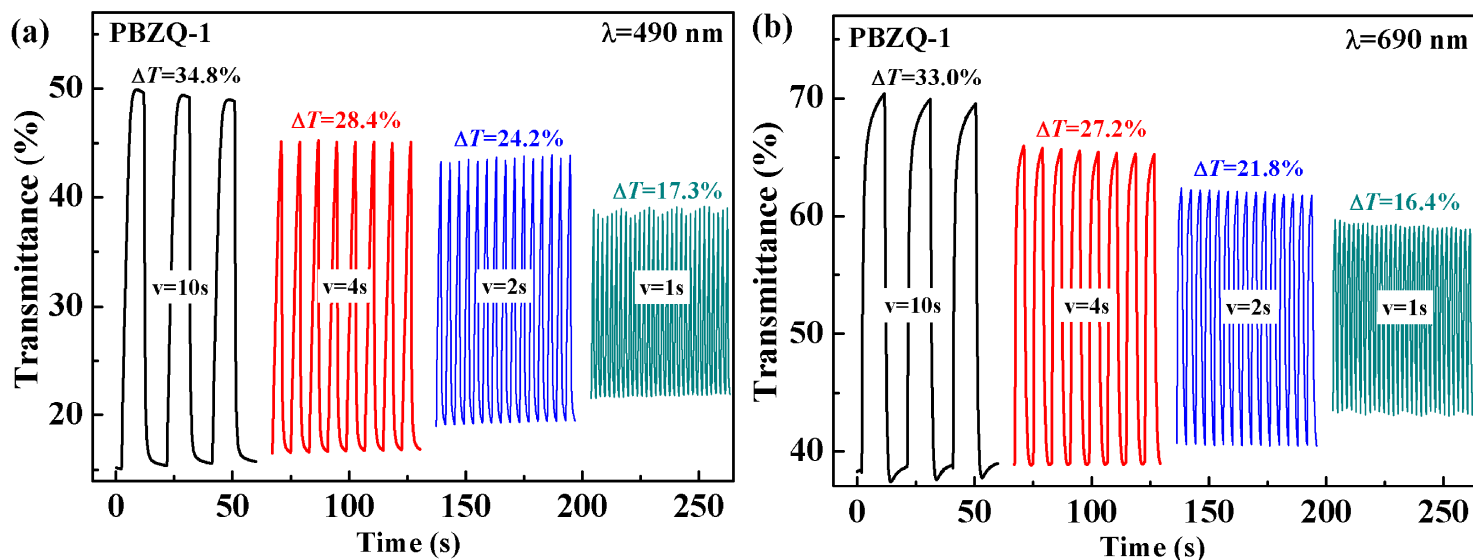 (a)
PBZQ-1
λ=490 nm
ΔT=34.8%
ΔT=28.4%
ΔT=24.2%
ΔT=17.3%
v=10s
v=4s
v=2s
v=1s
50
40
30
20
Transmittance (%)
0
50
100
150
200
250
Time (s)
(b)
PBZQ-1
λ=690 nm
ΔT=33.0%
ΔT=27.2%
ΔT=21.8%
ΔT=16.4%
v=10s
v=4s
v=2s
v=1s
70
60
50
40
Transmittance (%)
0
50
100
150
200
250
Time (s)